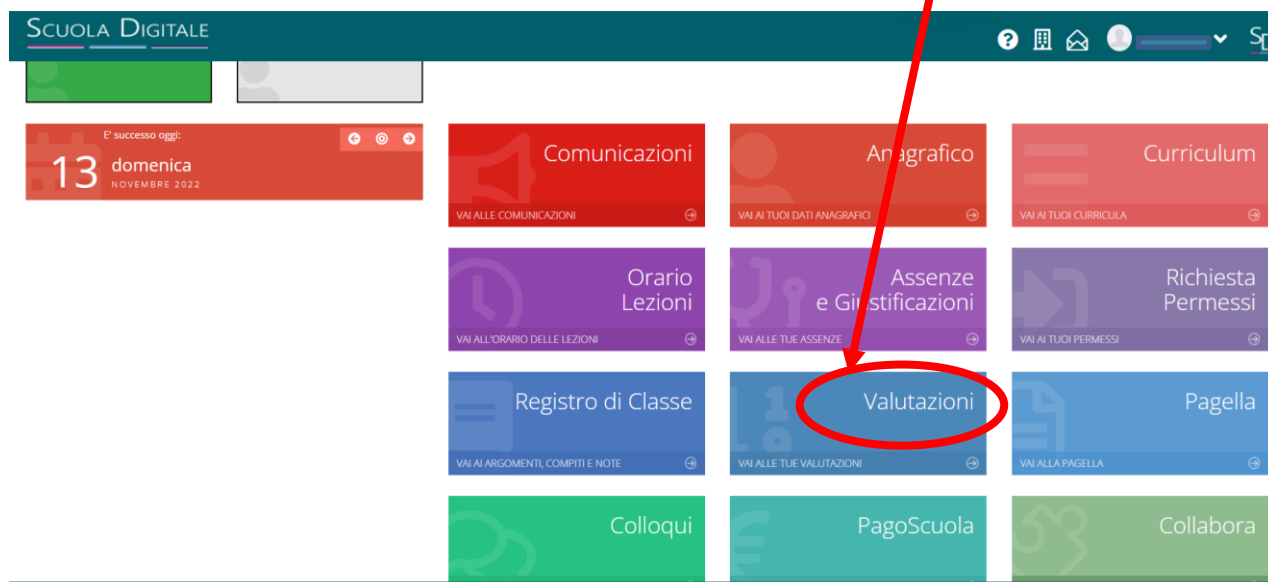 SCUOLA DIGITALE
E' successo oggi:
13 domenica
NOVEMBRE 2022
Comunicazioni
VAI ALLE COMUNICAZIONI
Anagrafico
VAI AI TUOI DATI ANAGRAFICI
Curriculum
VAI AI TUOI CURRICULA
Orario
Lezioni
VAI ALL'ORARIO DELLE LEZIONI
Assenze
e Giustificazioni
VAI ALLE TUE ASSENZE
Richiesta
Permessi
VAI AI TUOI PERMESSI
Registro di Classe
VAI AI ARGOMENTI, COMPITI E NOTE
Valutazioni
VAI ALLE TUE VALUTAZIONI
Pagella
VAI ALLA PAGELLA
Colloqui
PagoScuola
Collabora